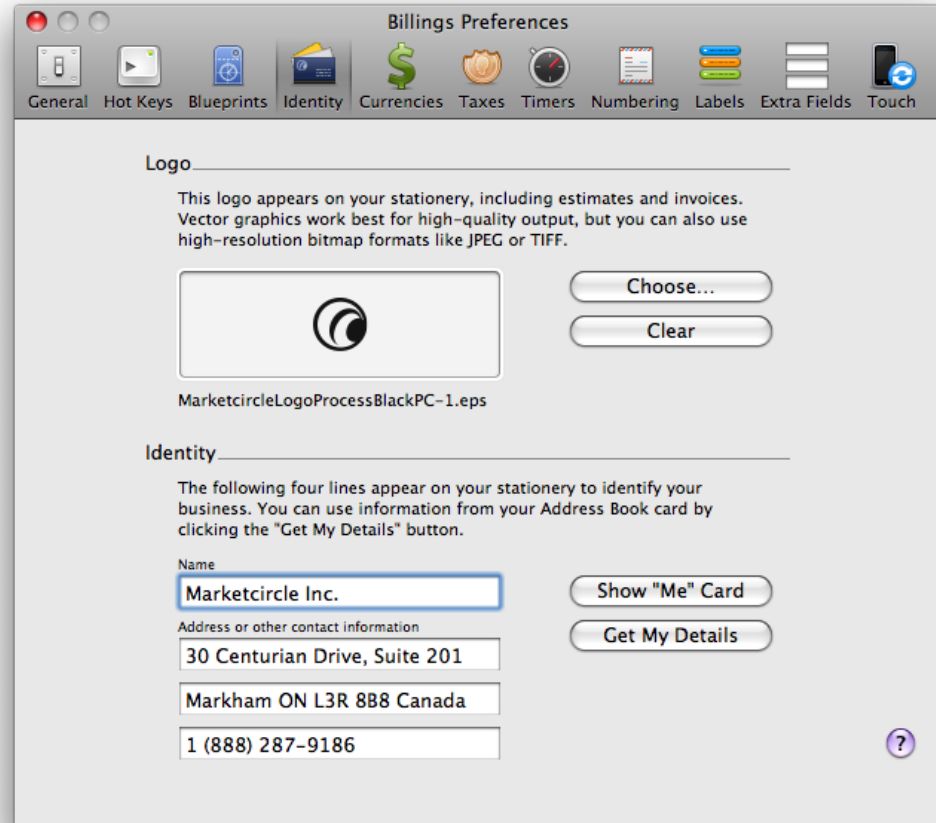 Billings Preferences
General Hot Keys Blueprints Identity Currencies Taxes Timers Numbering Labels Extra Fields Touch
Logo
This logo appears on your stationery, including estimates and invoices.
Vector graphics work best for high-quality output, but you can also use
high-resolution bitmap formats like JPEG or TIFF.
Choose...
Clear
MarketcircleLogoProcessBlackPC-1.eps
Identity
The following four lines appear on your stationery to identify your
business. You can use information from your Address Book card by
clicking the "Get My Details" button.
Name
Marketcircle Inc.
Show "Me" Card
Address or other contact information
Get My Details
30 Centurian Drive, Suite 201
Markham ON L3R 8B8 Canada
1 (888) 287-9186
?